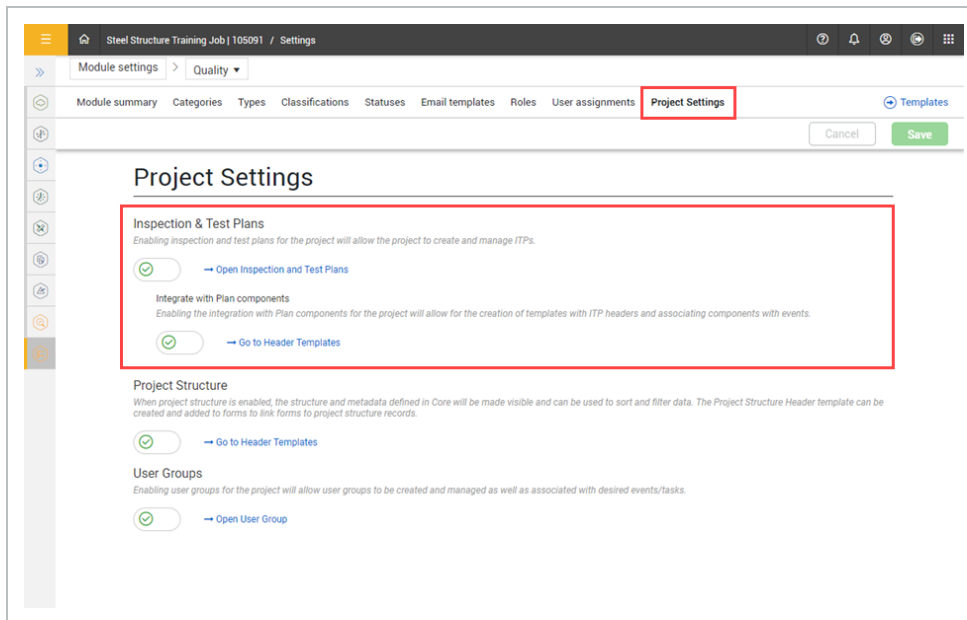 Steel Structure Training Job | 105091 / Settings
Module settings > Quality ▾
Module summary Categories Types Classifications Statuses Email templates Roles User assignments Project Settings Templates
Cancel Save
Project Settings
Inspection & Test Plans
Enabling inspection and test plans for the project will allow the project to create and manage ITPs.
→ Open Inspection and Test Plans
Integrate with Plan components
Enabling the integration with Plan components for the project will allow for the creation of templates with ITP headers and associating components with events.
→ Go to Header Templates
Project Structure
When project structure is enabled, the structure and metadata defined in Core will be made visible and can be used to sort and filter data. The Project Structure Header template can be
created and added to forms to link forms to project structure records.
→ Go to Header Templates
User Groups
Enabling user groups for the project will allow user groups to be created and managed as well as associated with desired events/tasks.
→ Open User Group